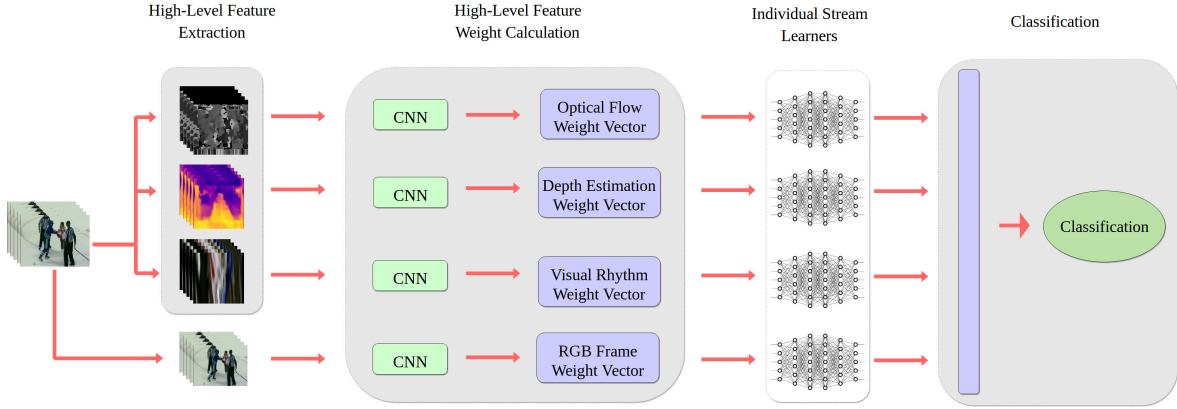 High-Level Feature
Extraction
High-Level Feature
Weight Calculation
Individual Stream
Learners
Classification
CNN
Optical Flow
Weight Vector
CNN
Depth Estimation
Weight Vector
CNN
Visual Rhythm
Weight Vector
CNN
RGB Frame
Weight Vector
Classification